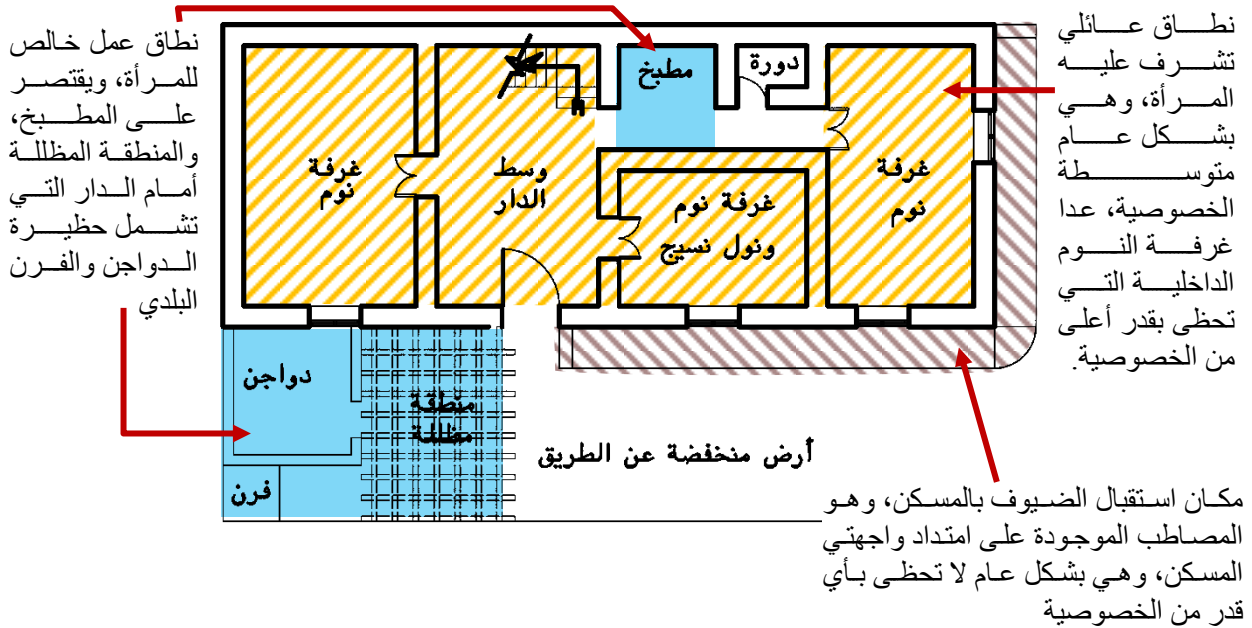 نطاق عائلي
تشرف عليه
المرأة، وهي
بشكل عام
متوسطة
الخصوصية، عدا
غرفة النوم
الداخلية التي
تحظى بقدر أعلى
من الخصوصية.
نطاق عمل خالص
للمرأة، ويقتصر
على المطبخ،
والمنطقة المظللة
أمام الدار التي
تشمل حظيرة
الدواجن والفرن
البلدي
دورة
مطبخ
غرفة
نوم
غرفة نوم
ونول نسيج
وسط
الدار
غرفة
نوم
دواجن
منطقة
مظللة
فرن
أرض منخفضة عن الطريق
مكان استقبال الضيوف بالمسكن، وهو
المصاطب الموجودة على امتداد واجهتي
المسكن، وهي بشكل عام لا تحظى بأي
قدر من الخصوصية